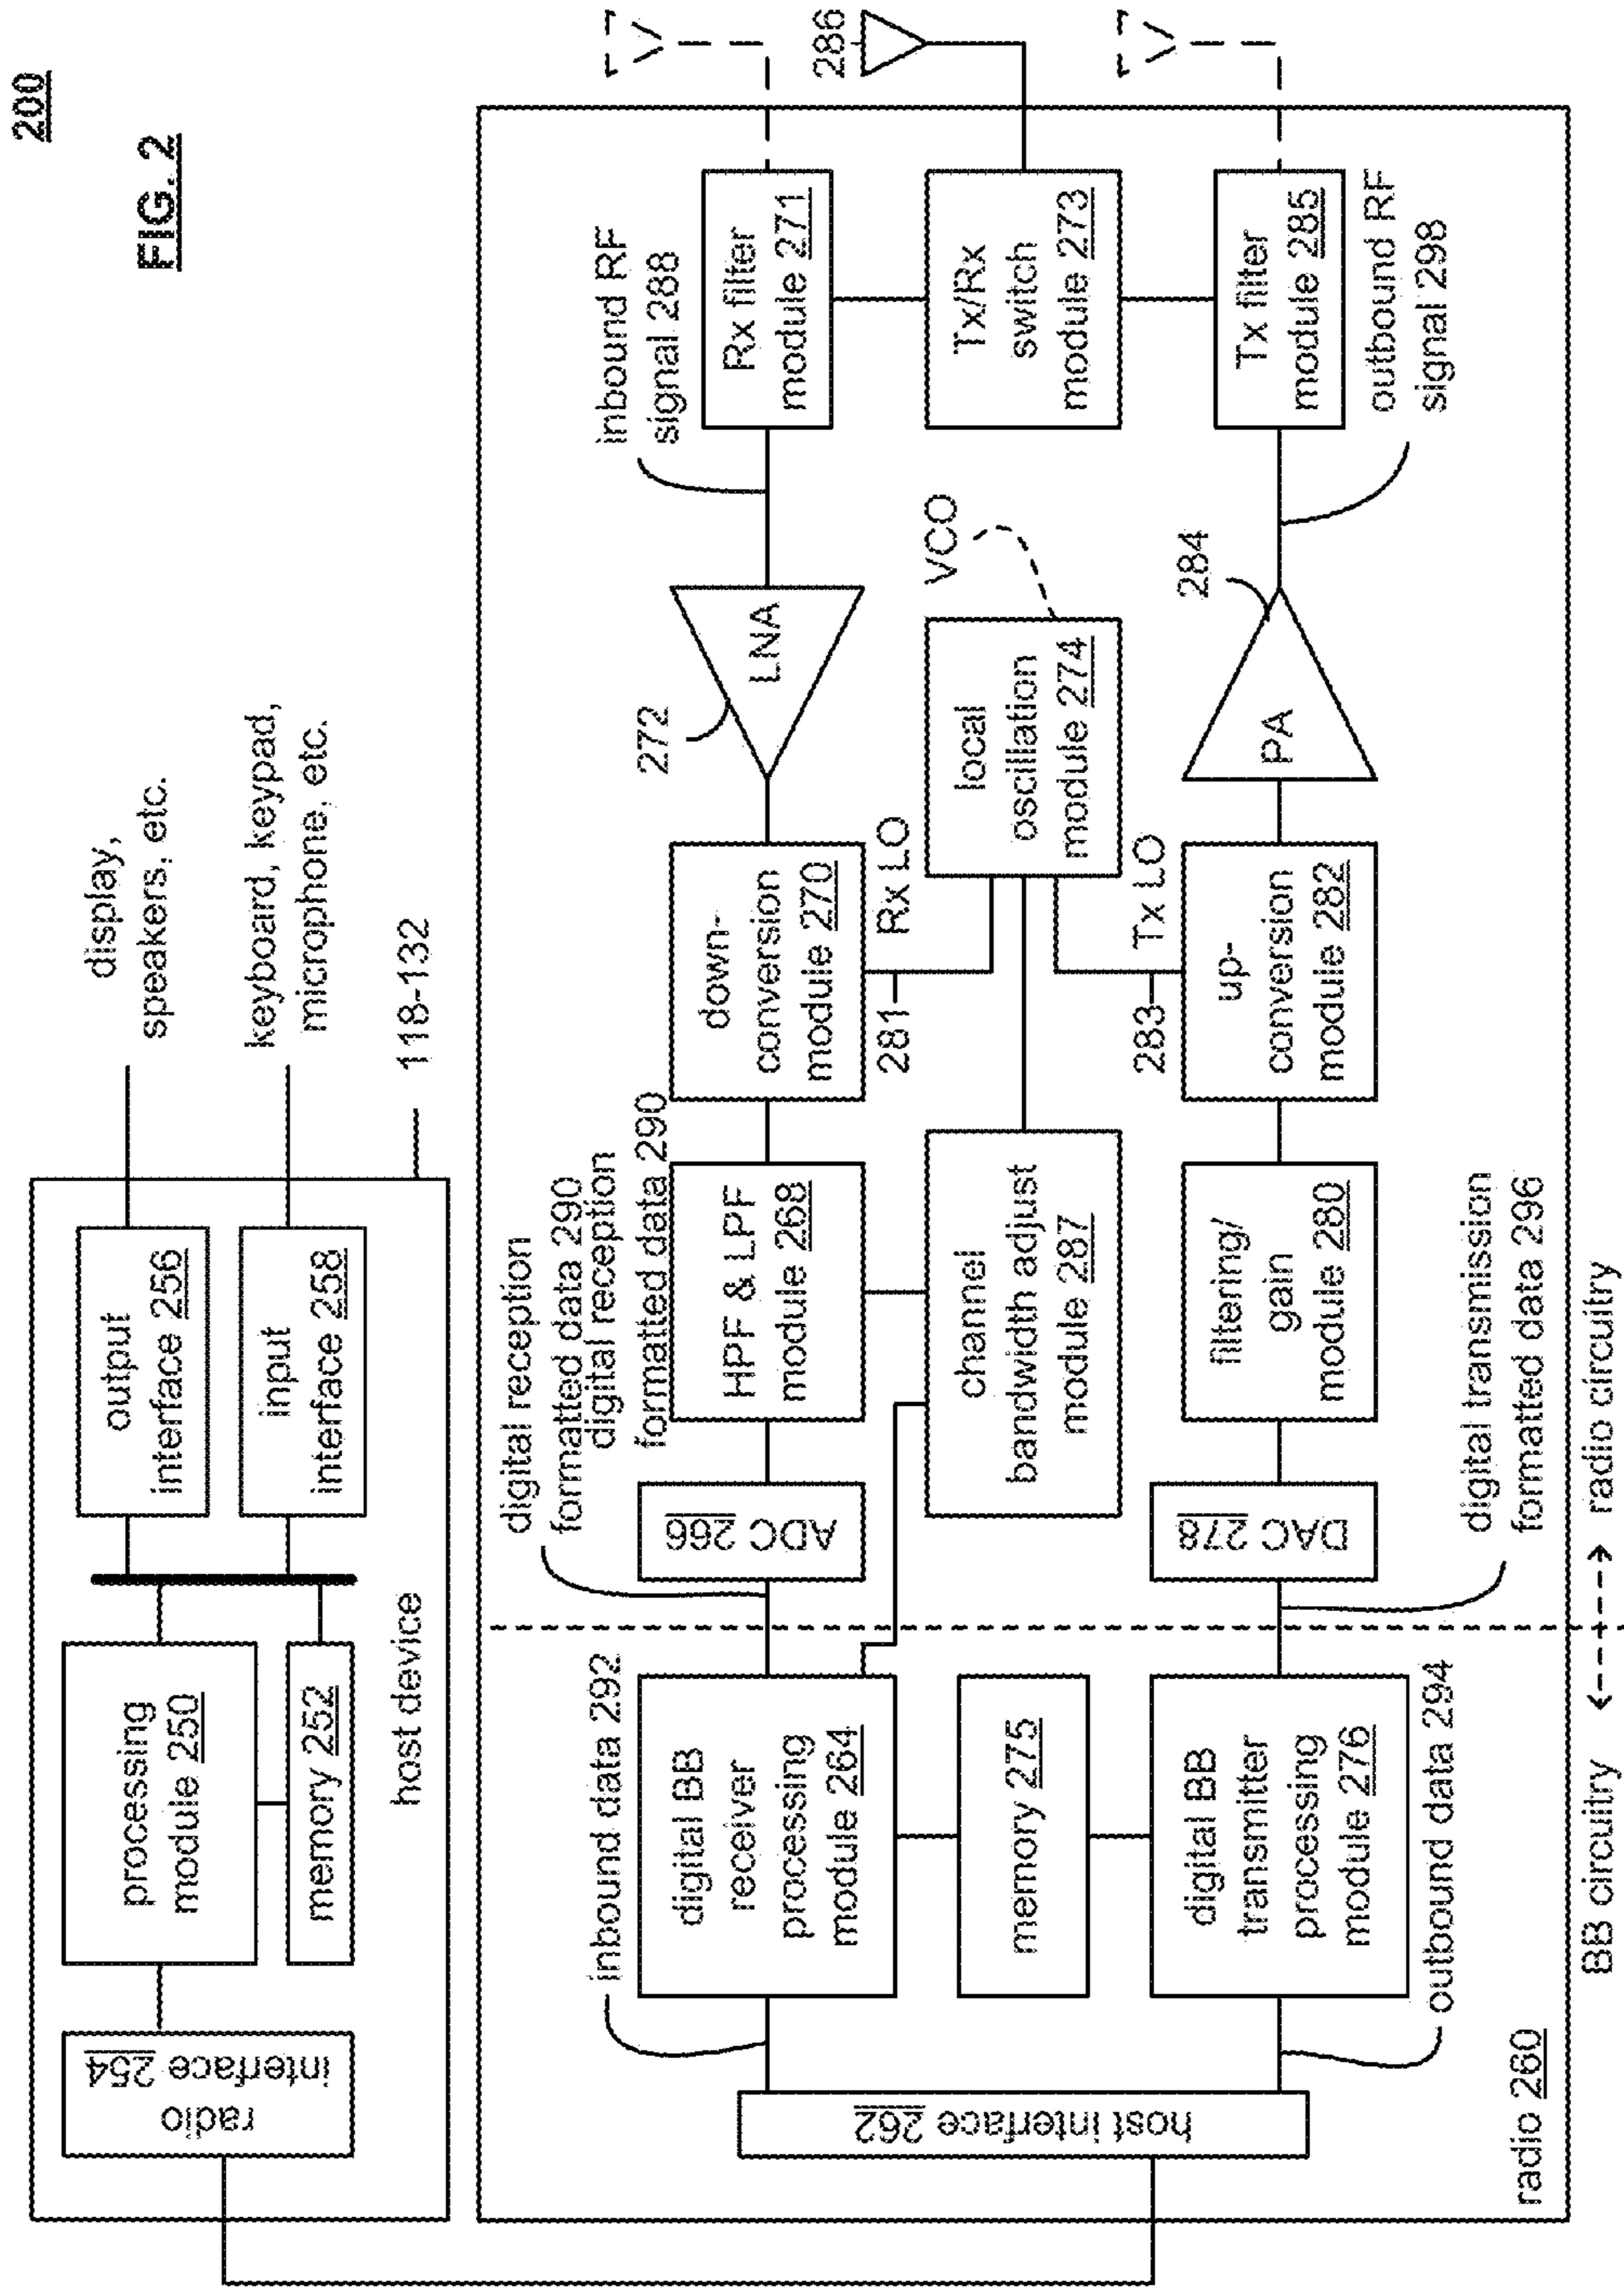 200
FIG. 2
display,
speakers, etc.
keyboard, keypad,
microphone, etc.
118-132
radio
interface 254
processing
module 250
memory 252
output
interface 256
input
interface 258
host device
inbound data 292
digital reception
formatted data 290
digital reception
formatted data 290
272
inbound RF
signal 288
286
host interface 262
digital BB
receiver
processing
module 264
ADC 266
HPF & LPF
module 268
down-
conversion
module 270
LNA
Rx filter
module 271
281
Rx LO
VCO
memory 275
channel
bandwidth adjust
module 287
local
oscillation
module 274
Tx/Rx
switch
module 273
283
Tx LO
284
digital BB
transmitter
processing
module 276
DAC 278
filtering/
gain
module 280
up-
conversion
module 282
PA
Tx filter
module 285
outbound data 294
digital transmission
formatted data 296
outbound RF
signal 298
radio 260
BB circuitry
radio circuitry